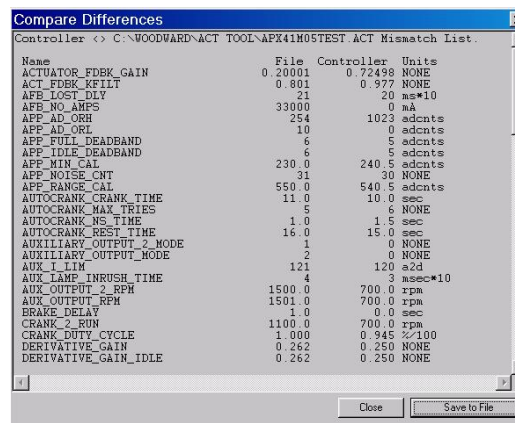 Compare Differences
Controller <> C:\WOODWARD\ACT TOOL\APX41M05TEST.ACT Mismatch List.
Name File Controller Units
ACTUATOR_FDBK_GAIN 0.20001 0.72498 NONE
ACT_FDBK_KFILT 0.801 0.977 NONE
AFB_LOST_DLY 21 20 ms*10
AFB_NO_AMPS 33000 0 mA
APP_AD_ORH 254 1023 adcnts
APP_AD_ORL 10 0 adcnts
APP_FULL_DEADBAND 6 5 adcnts
APP_IDLE_DEADBAND 6 5 adcnts
APP_MIN_CAL 230.0 240.5 adcnts
APP_NOISE_CNT 31 30 NONE
APP_RANGE_CAL 550.0 540.5 adcnts
AUTOCRANK_CRANK_TIME 11.0 10.0 sec
AUTOCRANK_MAX_TRIES 5 6 NONE
AUTOCRANK_NS_TIME 1.0 1.5 sec
AUTOCRANK_REST_TIME 16.0 15.0 sec
AUXILIARY_OUTPUT_2_MODE 1 0 NONE
AUXILIARY_OUTPUT_MODE 2 0 NONE
AUX_I_LIM 121 120 a2d
AUX_LAMP_INRUSH_TIME 4 3 msec*10
AUX_OUTPUT_2_RPM 1500.0 700.0 rpm
AUX_OUTPUT_RPM 1501.0 700.0 rpm
BRAKE_DELAY 1.0 0.0 sec
CRANK_2_RUN 1100.0 700.0 rpm
CRANK_DUTY_CYCLE 1.000 0.945 %/100
DERIVATIVE_GAIN 0.262 0.250 NONE
DERIVATIVE_GAIN_IDLE 0.262 0.250 NONE
Close Save to File